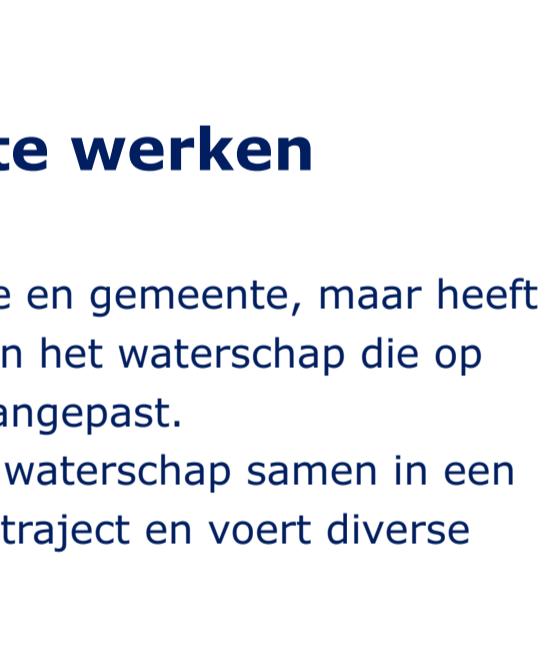 te werken
e en gemeente, maar heeft
n het waterschap die op
angepast.
waterschap samen in een
traject en voert diverse